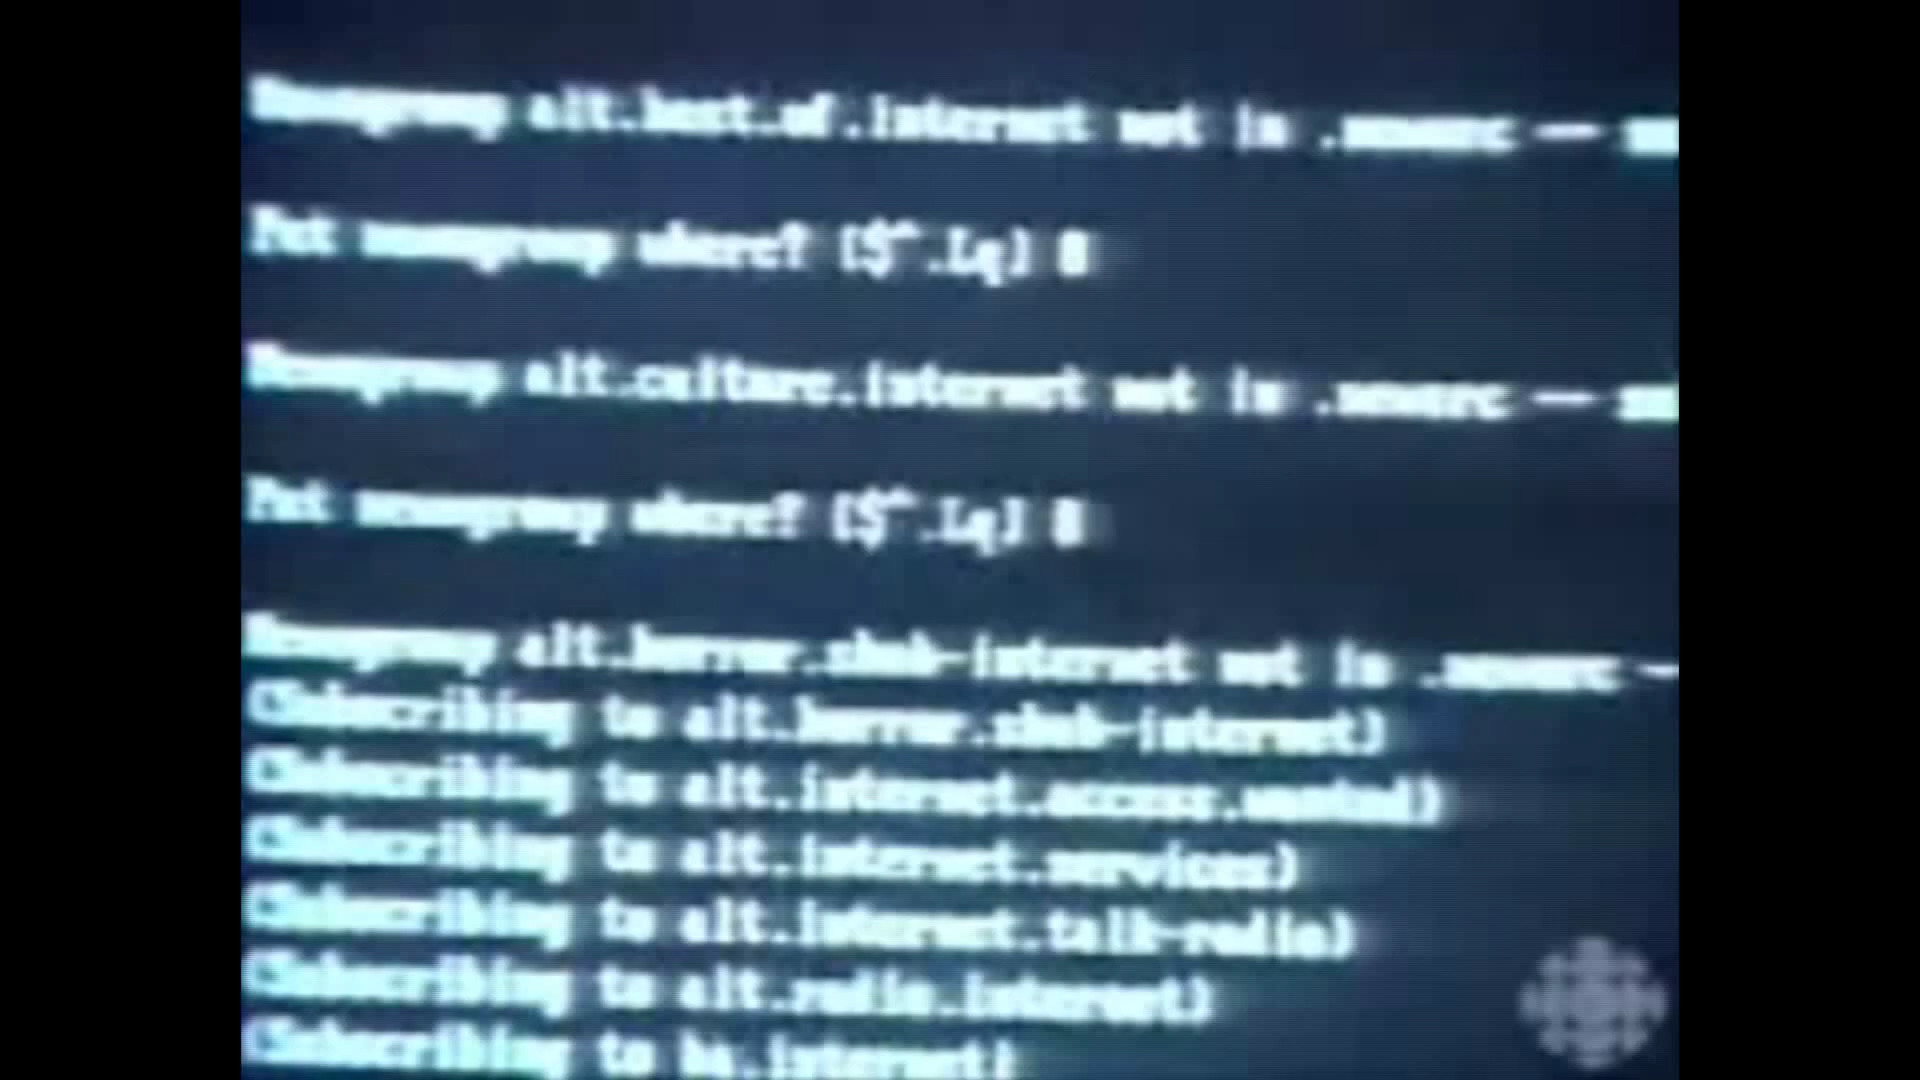 Newsgroup alt.best.of.internet not in .newsrc --
Put newsgroup where? [$^.Lq] $
Newsgroup alt.culture.internet not in .newsrc --
Put newsgroup where? [$^.Lq] $
Newsgroup alt.horror.shub-internet not in .newsrc --
(Subscribing to alt.horror.shub-internet)
(Subscribing to alt.internet.access.wanted)
(Subscribing to alt.internet.services)
(Subscribing to alt.internet.talk-radio)
(Subscribing to alt.radio.internet)
(Subscribing to internet)